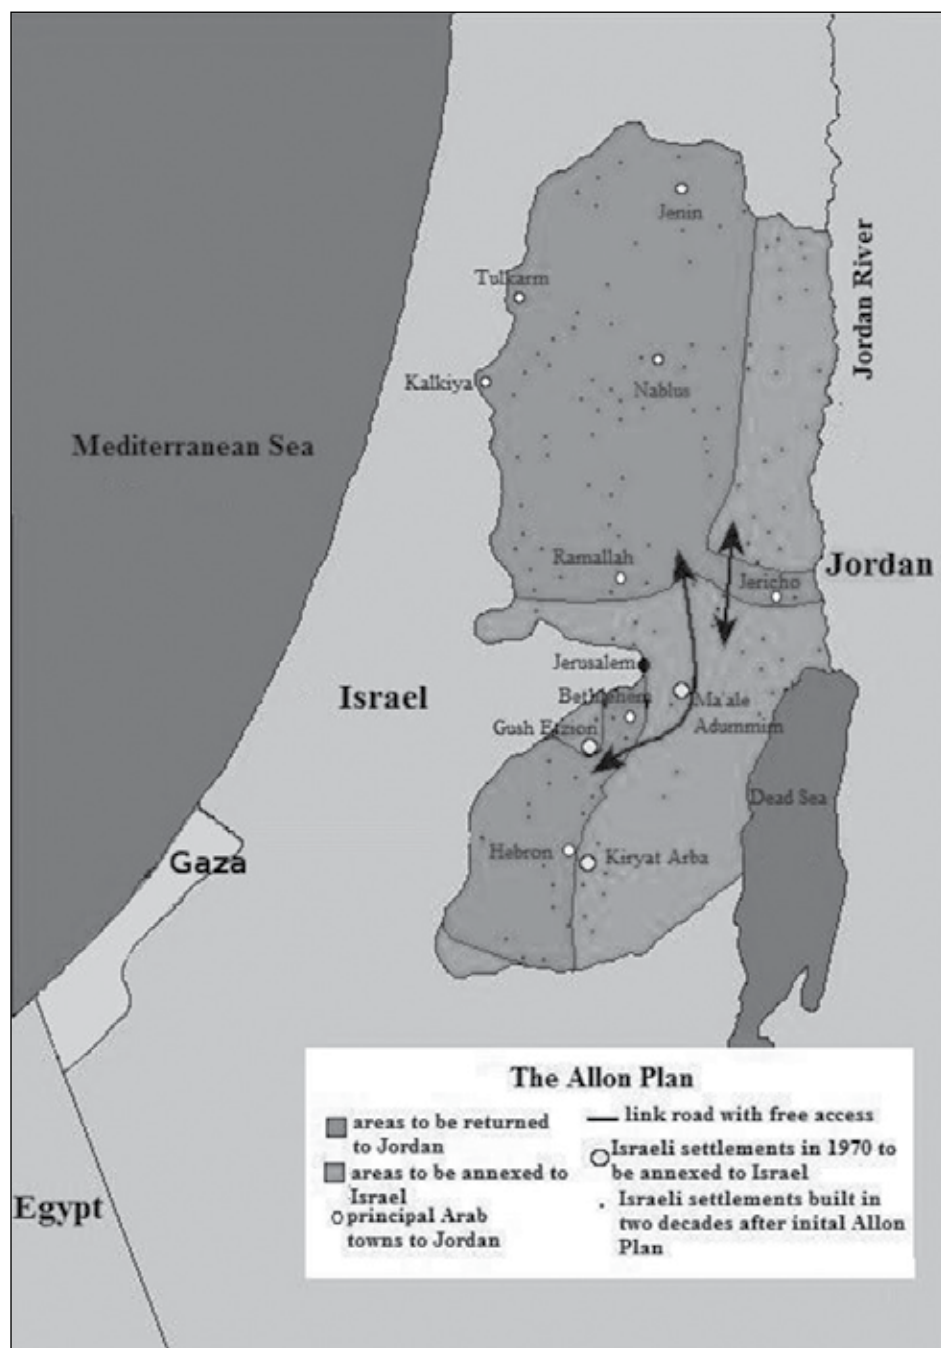 Jenin
Jordan River
Tulkarm
Kalkiya
Nablus
Mediterranean Sea
Ramallah
Jordan
Jericho
Jerusalem
Israel
Bethlehem
Ma'ale
Adummim
Gush Etzion
Dead Sea
Hebron
Kiryat Arba
Gaza
Egypt
The Allon Plan
areas to be returned
to Jordan
areas to be annexed to
Israel
principal Arab
towns to Jordan
link road with free access
Israeli settlements in 1970 to
be annexed to Israel
Israeli settlements built in
two decades after inital Allon
Plan